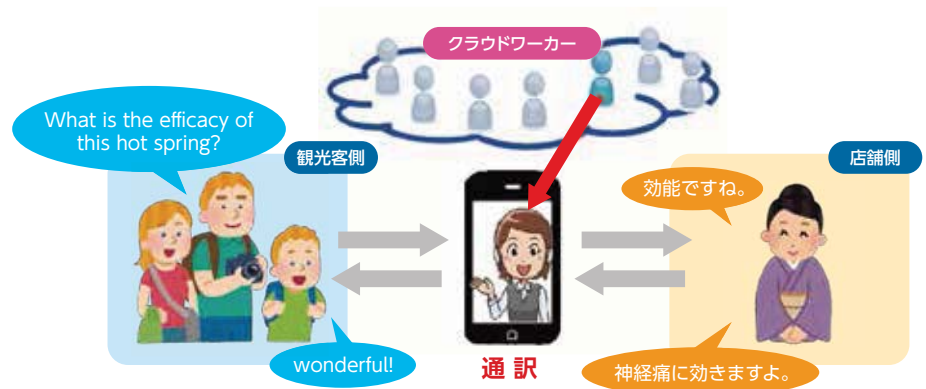 クラウドワーカー
What is the efficacy of
this hot spring?
観光客側
店舗側
効能ですね。
wonderful!
通訳
神経痛に効きますよ。